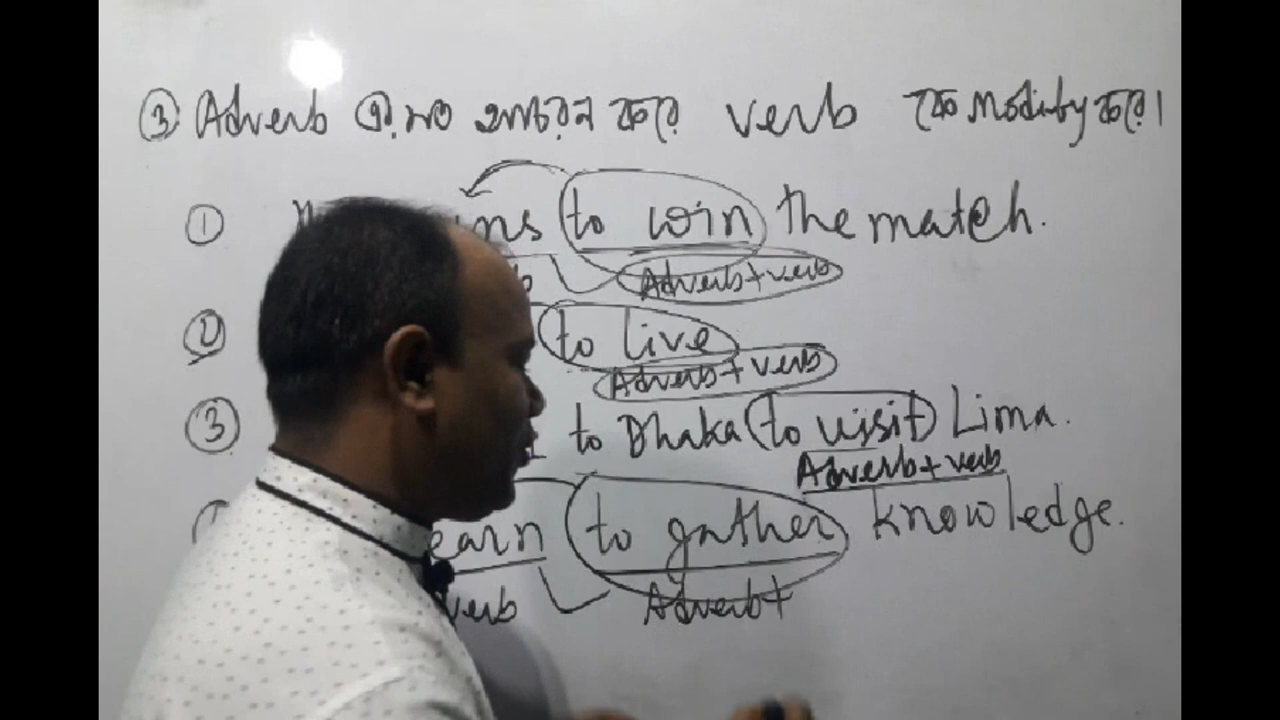 ③ Adverb এর মত আচরন করে verb কে modify করে।
① to win the match.
Adverb+verb
② to live
Adverb+verb
③ to Dhaka to visit Lima.
Adverb+verb
earn to gather knowledge.
verb Adverb+